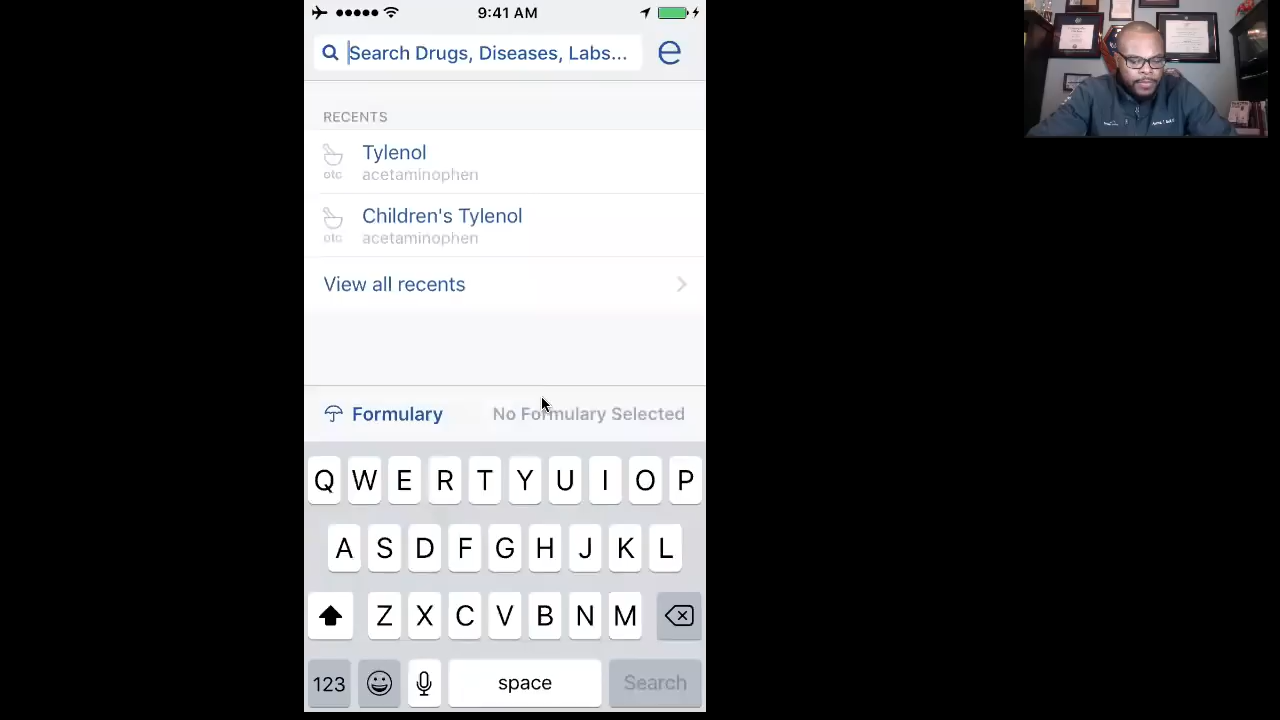 9:41 AM
Search Drugs, Diseases, Labs... e
RECENTS
Tylenol
otc acetaminophen
Children's Tylenol
otc acetaminophen
View all recents
Formulary No Formulary Selected
Q W E R T Y U I O P
A S D F G H J K L
Z X C V B N M
123 space Search